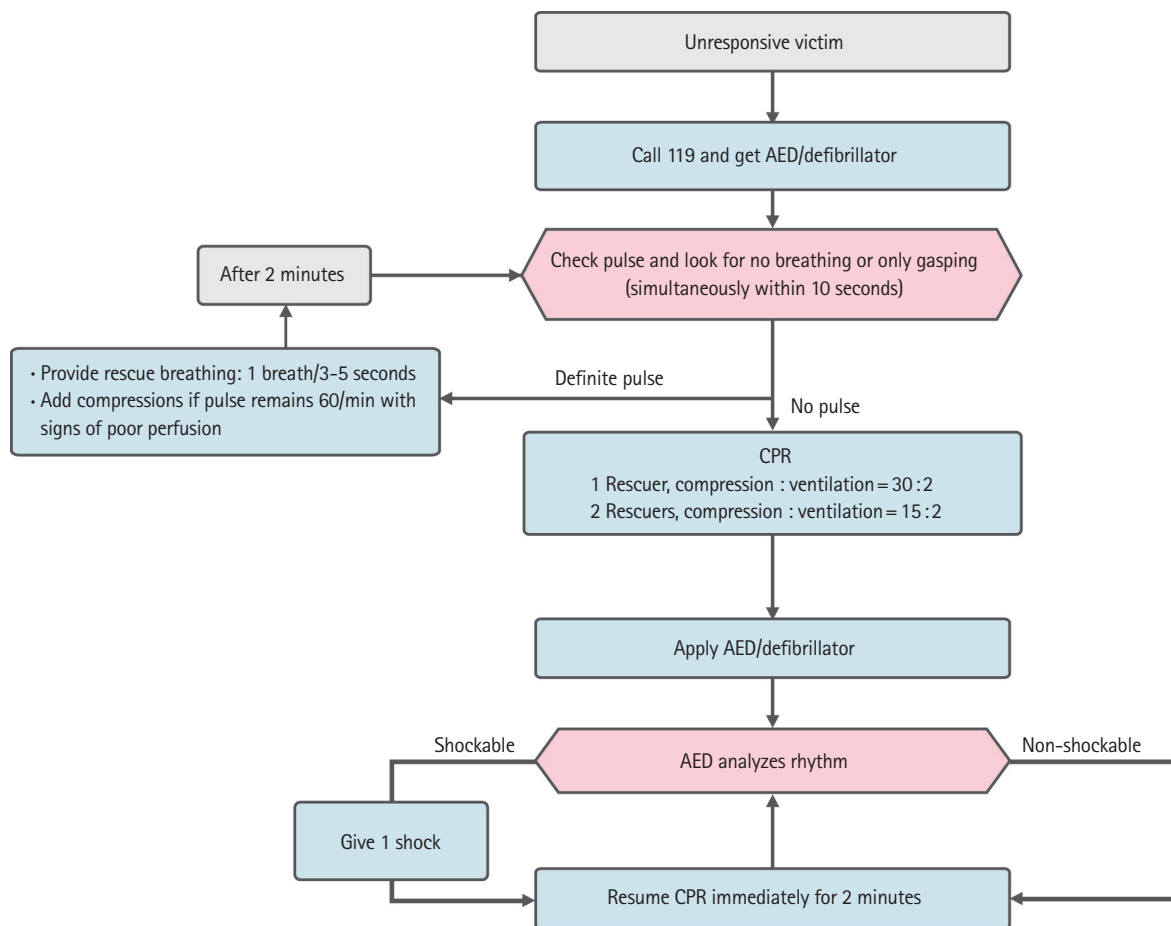 Unresponsive victim
Call 119 and get AED/defibrillator
Check pulse and look for no breathing or only gasping
(simultaneously within 10 seconds)
After 2 minutes
· Provide rescue breathing: 1 breath/3-5 seconds
· Add compressions if pulse remains 60/min with
signs of poor perfusion
Definite pulse
No pulse
CPR
1 Rescuer, compression : ventilation = 30 : 2
2 Rescuers, compression : ventilation = 15 : 2
Apply AED/defibrillator
Shockable
AED analyzes rhythm
Non-shockable
Give 1 shock
Resume CPR immediately for 2 minutes